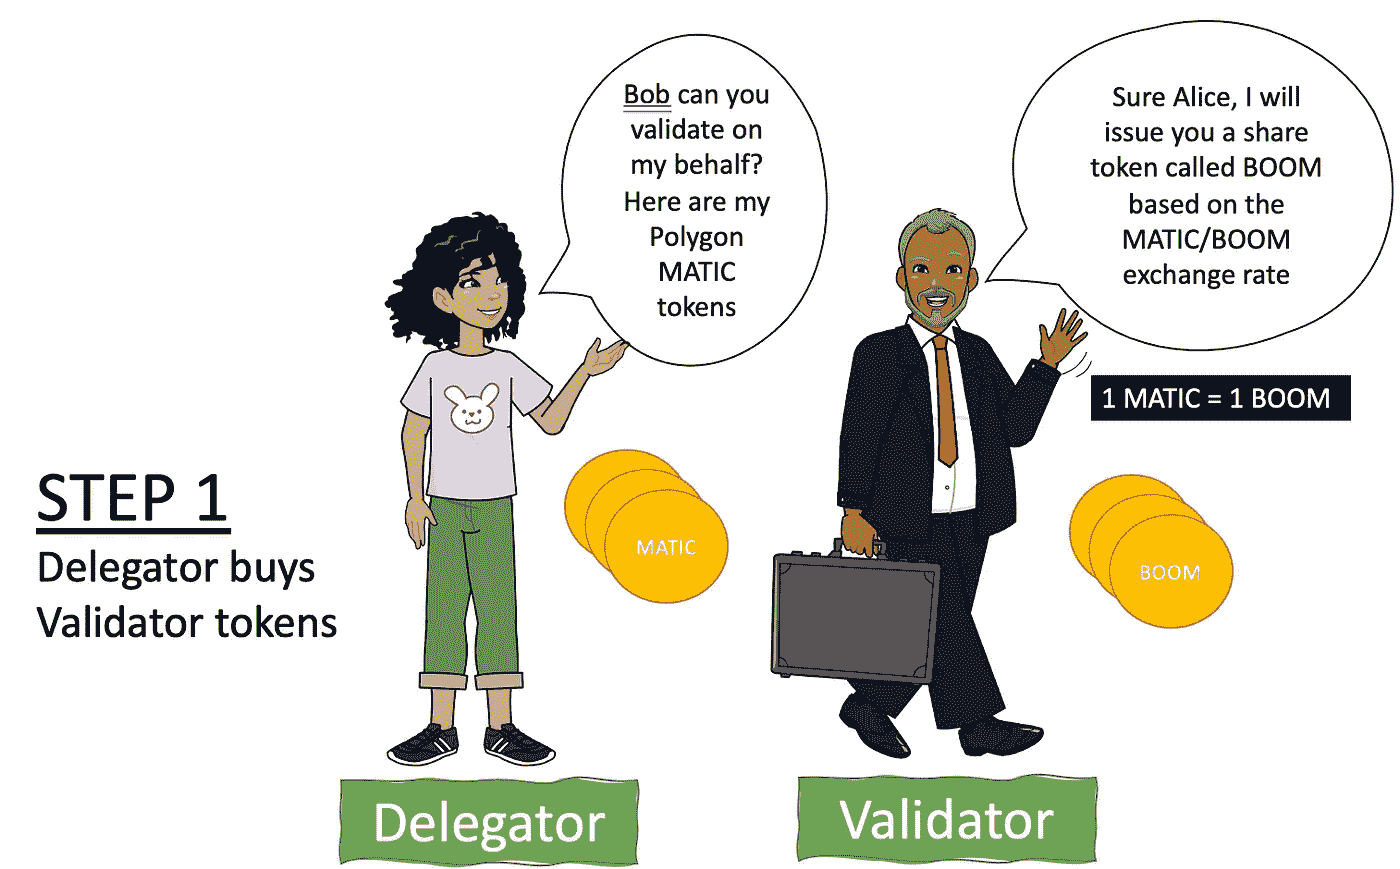 Bob can you
validate on
my behalf?
Here are my
Polygon
MATIC
tokens
Sure Alice, I will
issue you a share
token called BOOM
based on the
MATIC/BOOM
exchange rate
1 MATIC = 1 BOOM
STEP 1
Delegator buys
Validator tokens
MATIC
BOOM
Delegator
Validator